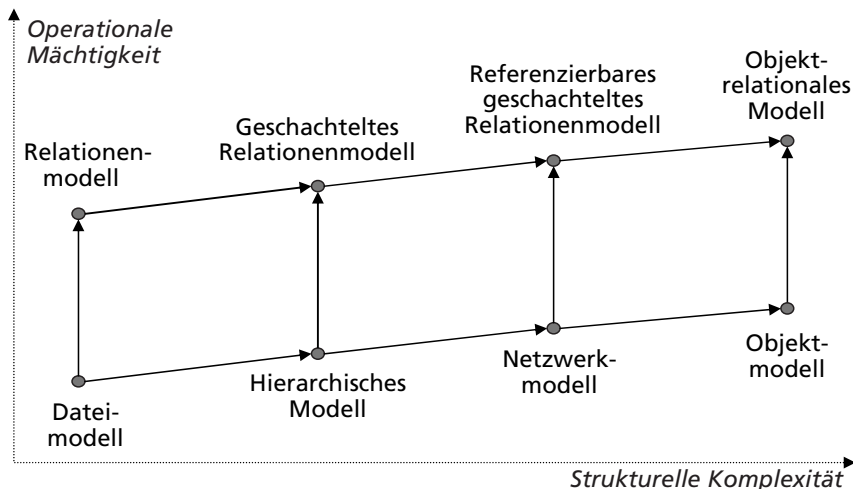 Operationale
Mächtigkeit
Relationen-
modell
Geschachteltes
Relationenmodell
Referenzierbares
geschachteltes
Relationenmodell
Objekt-
relationales
Modell
Datei-
modell
Hierarchisches
Modell
Netzwerk-
modell
Objekt-
modell
Strukturelle Komplexität